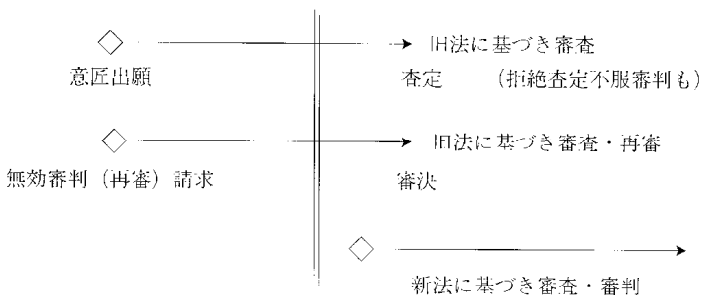 旧法に基づき審査
意匠出願
査定 (拒絶査定不服審判も)
旧法に基づき審査・再審
無効審判(再審)請求
審決
新法に基づき審査・審判